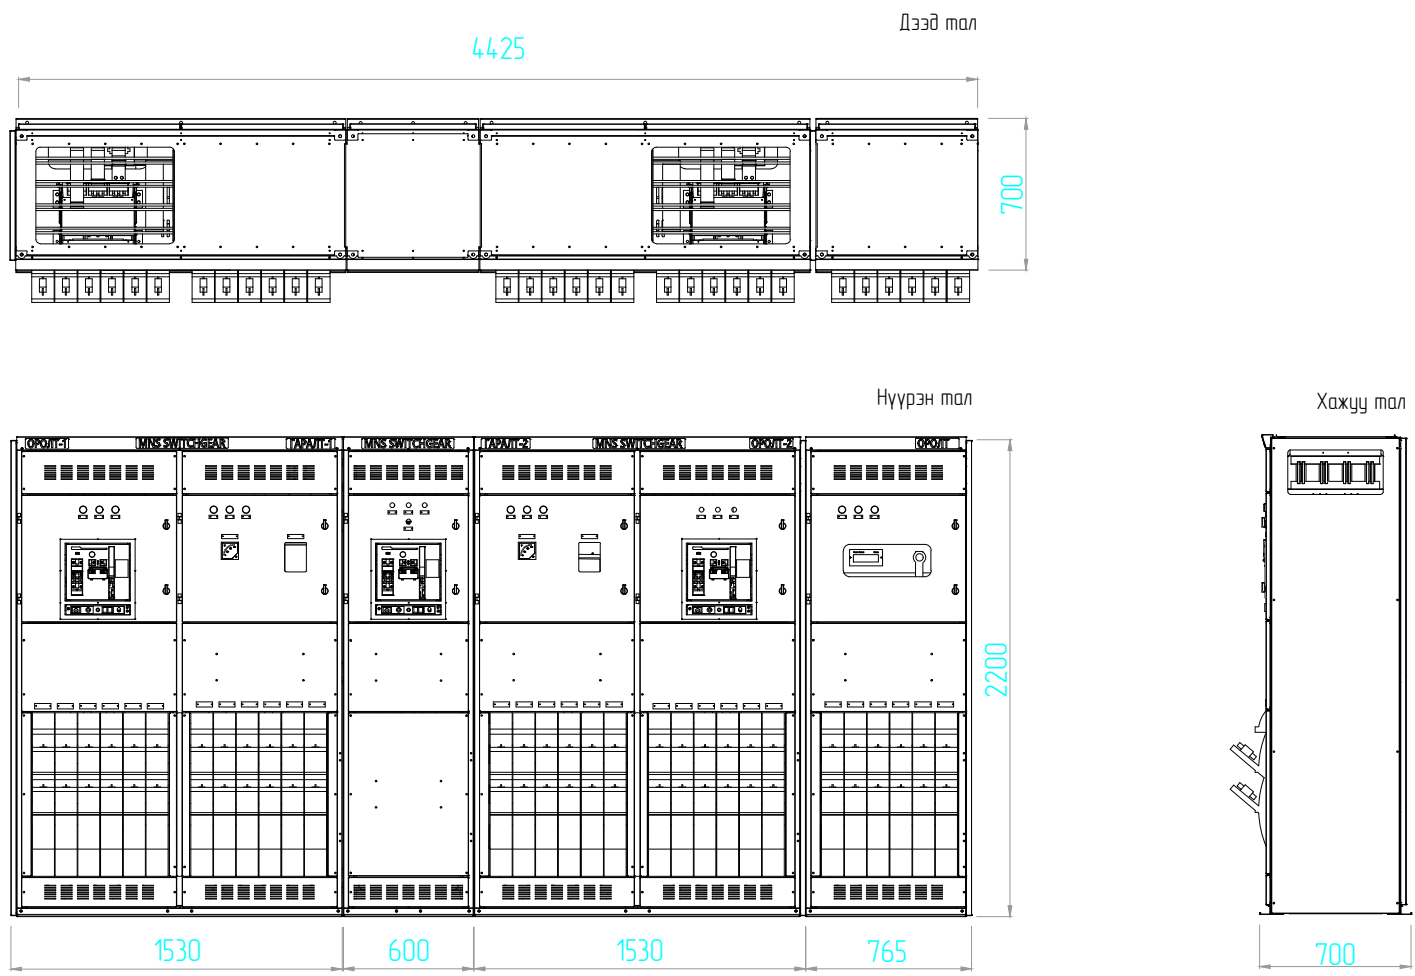 Дээд тал
4425
700
Нүүрэн тал
Хажуу тал
ОРОЛТ-1 MNS SWITCHGEAR ГАРАЛТ-1 MNS SWITCHGEAR ГАРАЛТ-2 MNS SWITCHGEAR ОРОЛТ-2 ОРОЛТ
2200
1530 600 1530 765 700